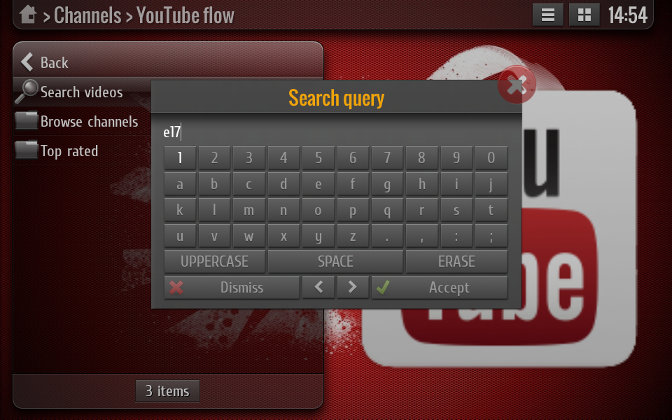 > Channels > YouTube flow
14:54
Back
Search videos
Browse channels
Top rated
Search query
e17
1 2 3 4 5 6 7 8 9 0
a b c d e f g h i j
k l m n o p q r s t
u v w x y z . , : ;
UPPERCASE SPACE ERASE
Dismiss < > Accept
3 items
ou
Tube